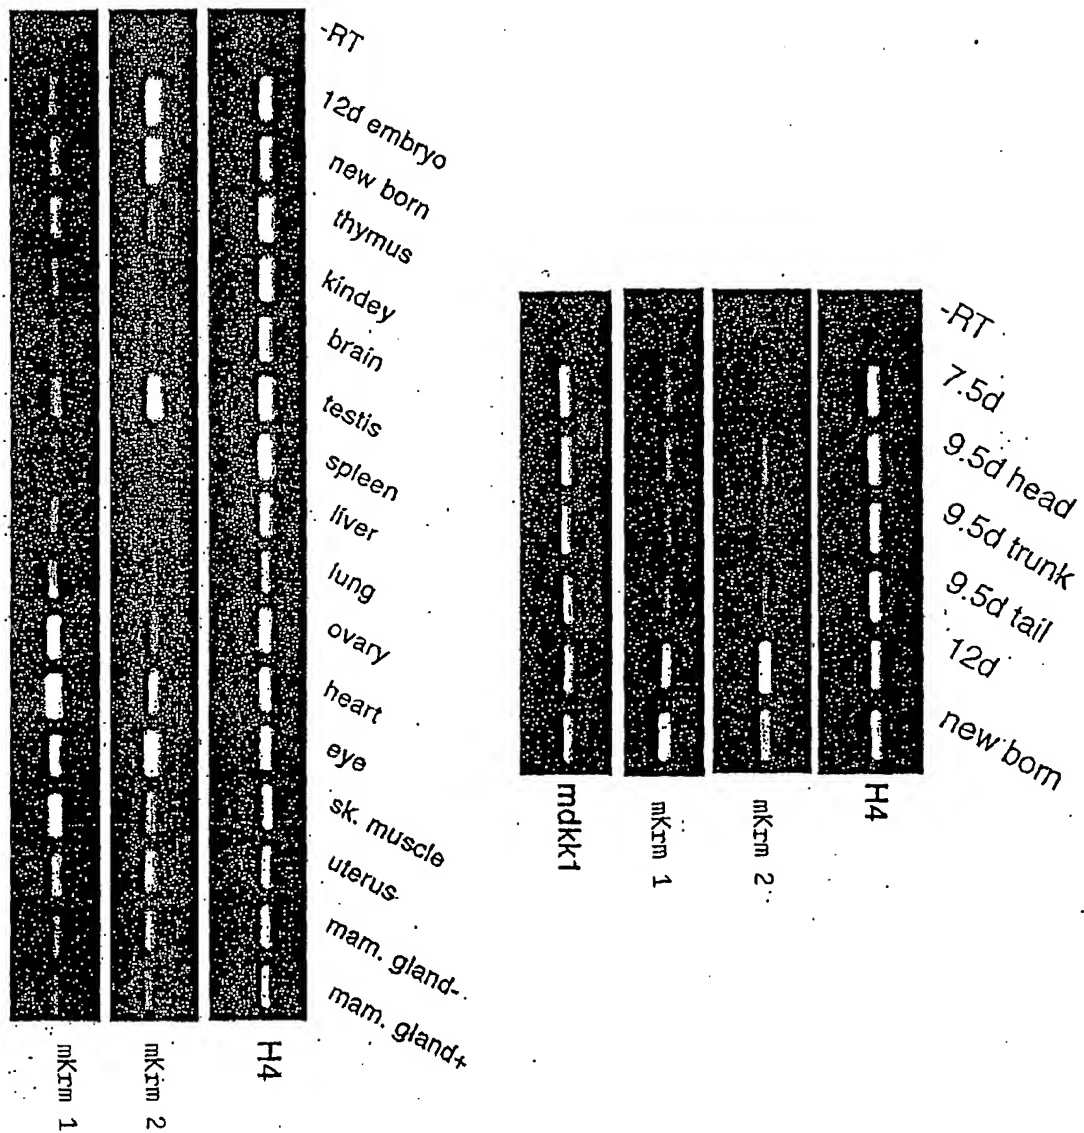 -RT
12d embryo
new born
thymus
kindey
brain
testis
spleen
liver
lung
ovary
heart
eye
sk. muscle
uterus
mam. gland-
mam. gland+
mKrm 1
mKrm 2
H4
-RT
7.5d
9.5d head
9.5d trunk
9.5d tail
12d
new born
mdkk1
mKrm 1
mKrm 2
H4